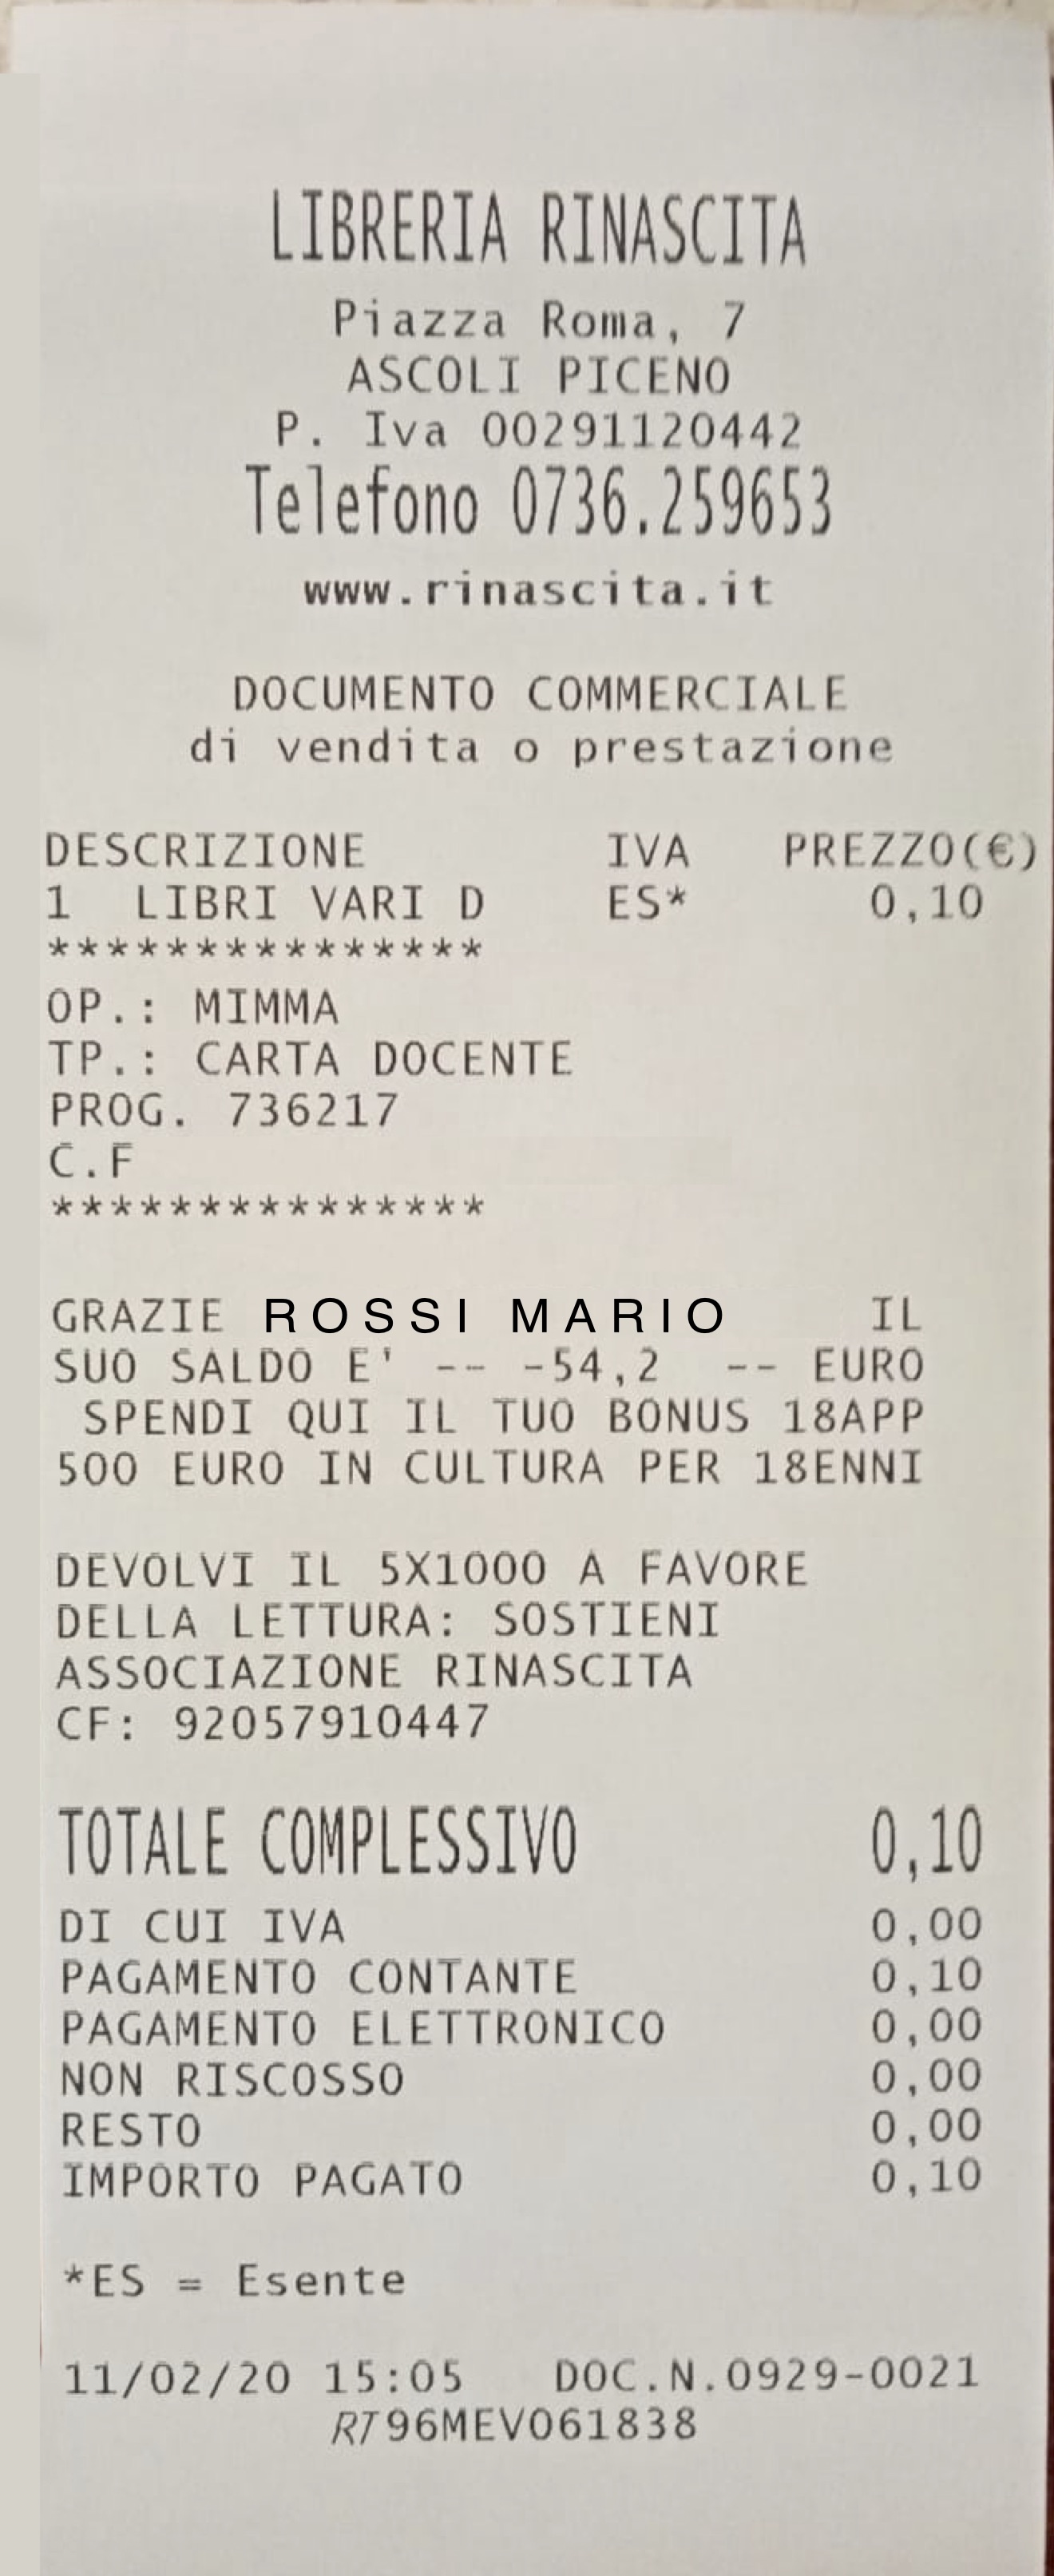 LIBRERIA RINASCITA
Piazza Roma, 7
ASCOLI PICENO
P. Iva 00291120442
Telefono 0736.259653
www.rinascita.it
DOCUMENTO COMMERCIALE
di vendita o prestazione
DESCRIZIONE IVA PREZZO(€)
1 LIBRI VARI D ES* 0,10
***************
OP.: MIMMA
TP.: CARTA DOCENTE
PROG. 736217
C.F
***************
GRAZIE ROSSI MARIO IL
SUO SALDO E' -- -54,2 -- EURO
SPENDI QUI IL TUO BONUS 18APP
500 EURO IN CULTURA PER 18ENNI
DEVOLVI IL 5X1000 A FAVORE
DELLA LETTURA: SOSTIENI
ASSOCIAZIONE RINASCITA
CF: 92057910447
TOTALE COMPLESSIVO 0,10
DI CUI IVA 0,00
PAGAMENTO CONTANTE 0,10
PAGAMENTO ELETTRONICO 0,00
NON RISCOSSO 0,00
RESTO 0,00
IMPORTO PAGATO 0,10
*ES = Esente
11/02/20 15:05 DOC.N.0929-0021
RT96MEV061838